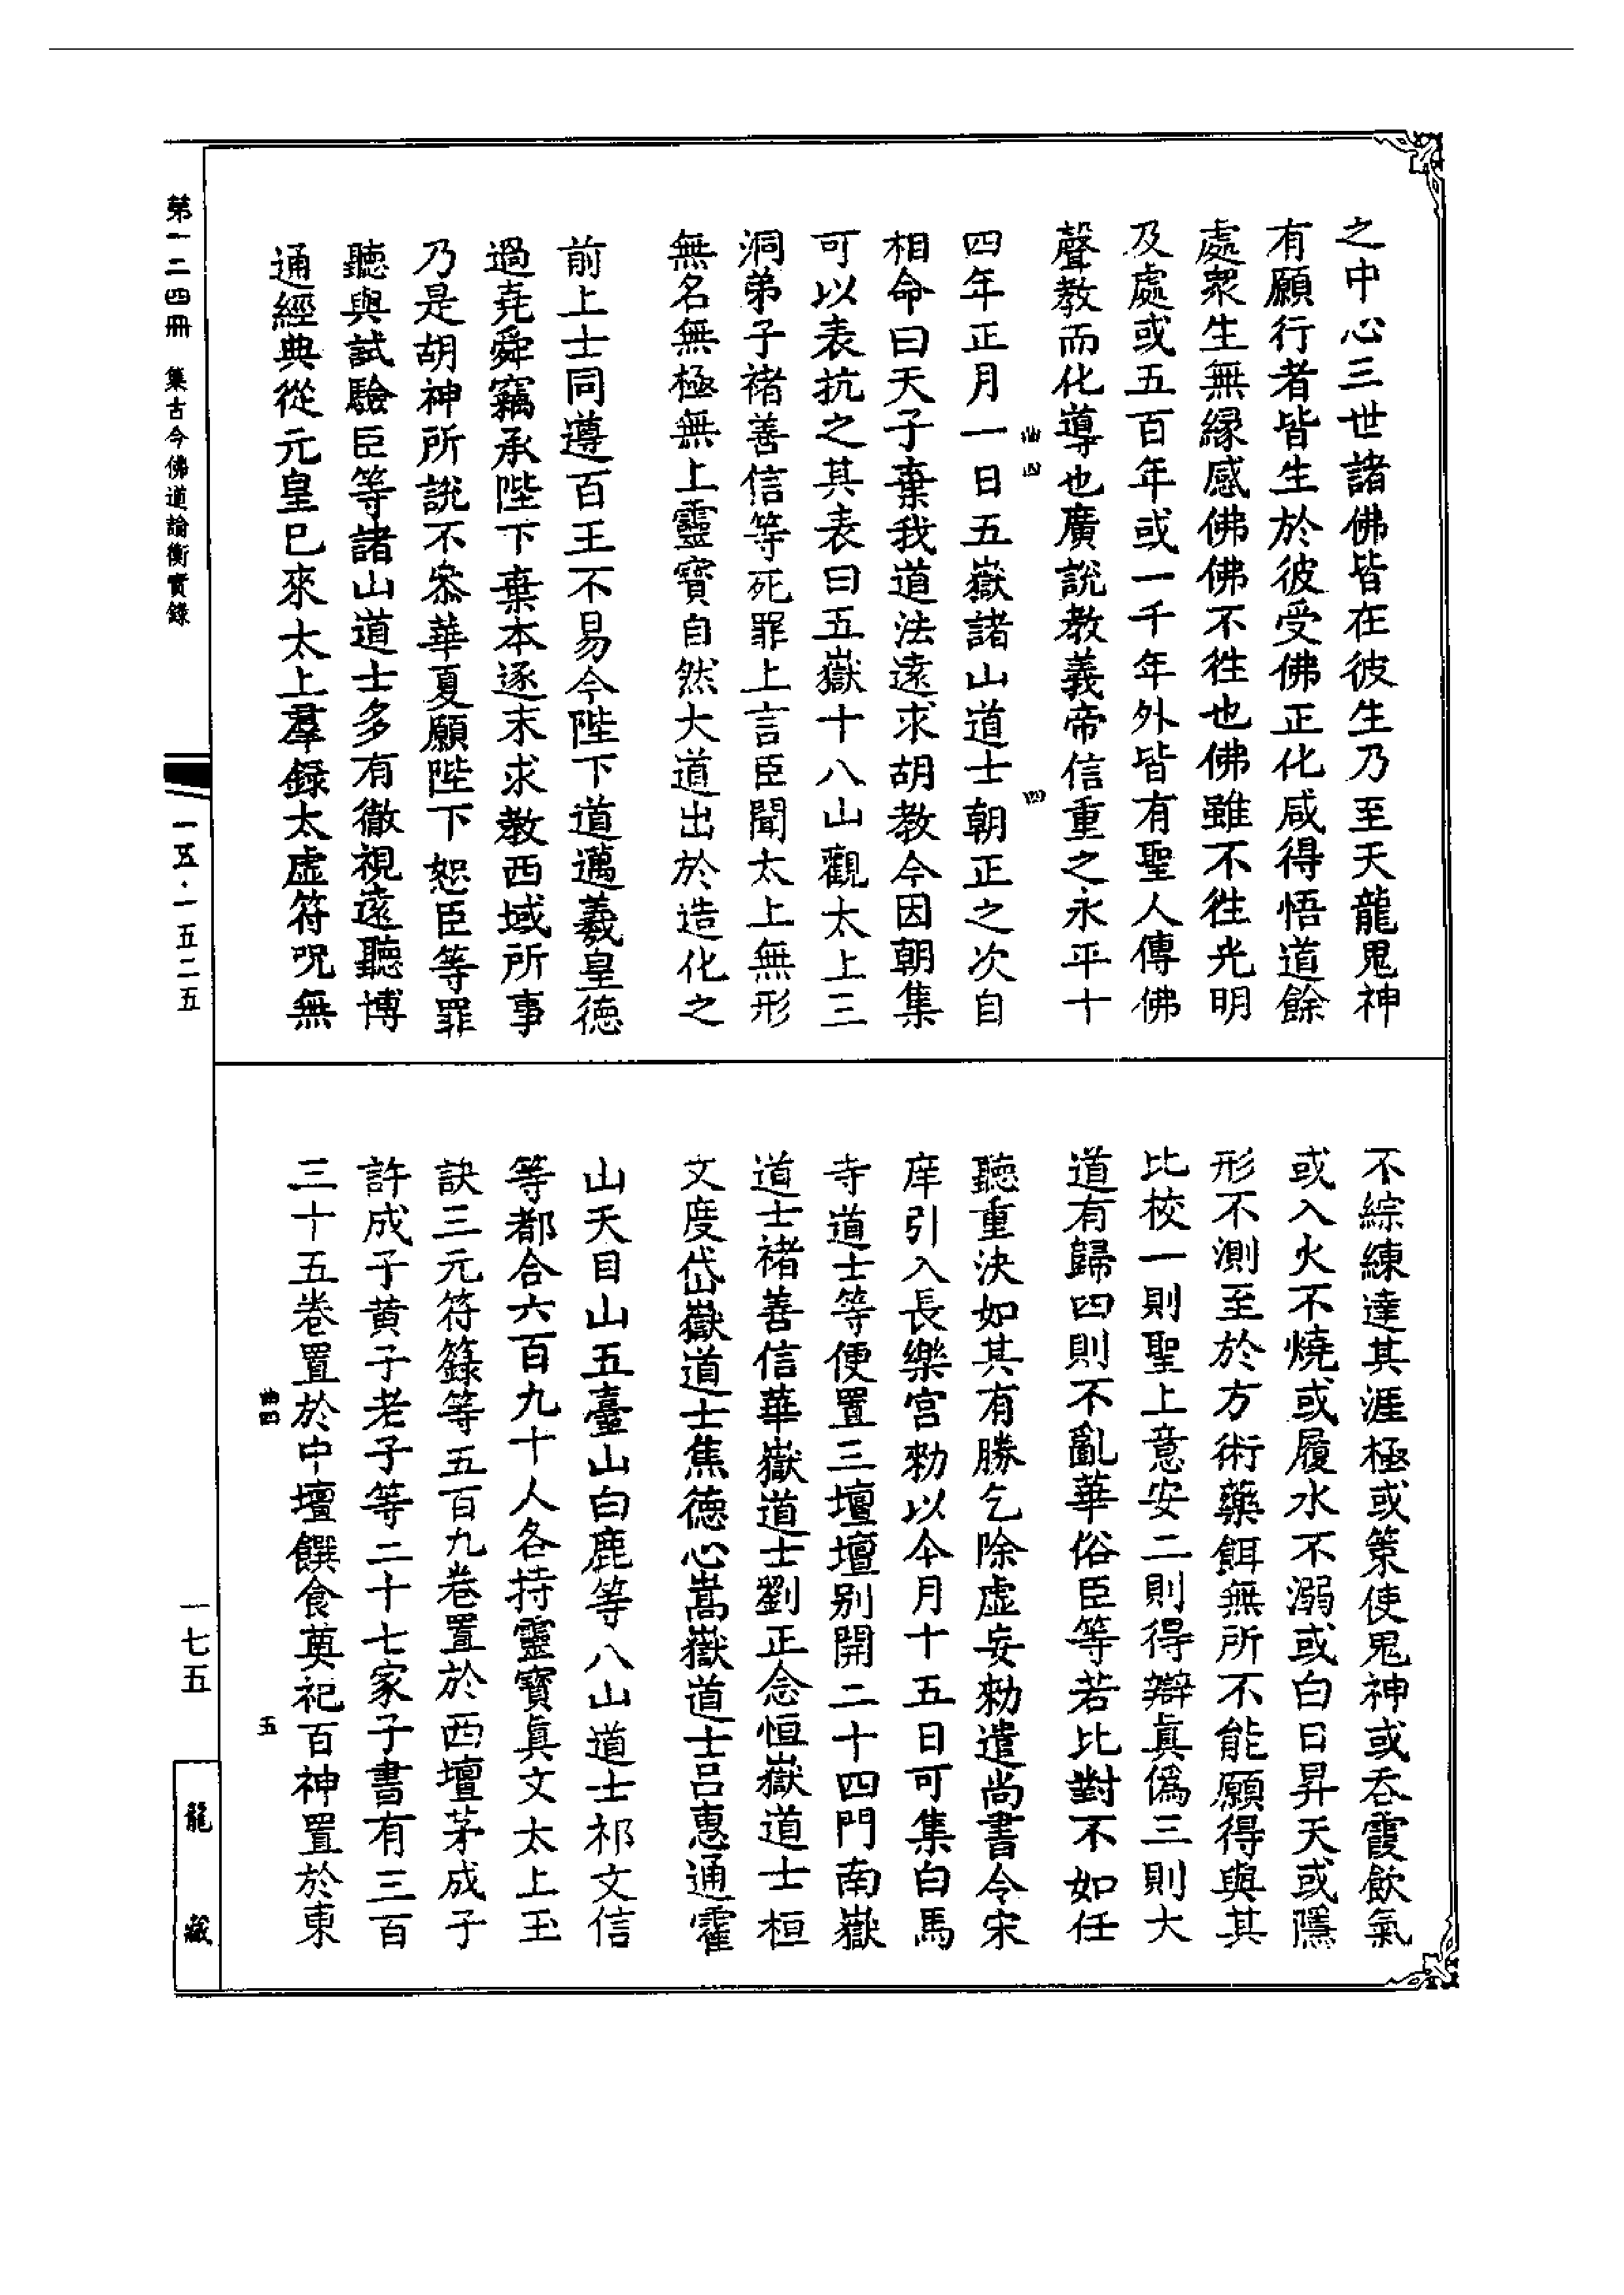 之中心三世諸佛皆在彼生乃至天龍鬼神
有願行者皆生於彼受佛正化咸得悟道餘
處衆生無緣感佛佛不徃也佛雖不徃光明
及處或五百年或一千年外皆有聖人傳佛
聲教而化導也廣說教義帝信重之永平十
曲四 四
四年正月一日五嶽諸山道士朝正之次自
相命曰天子棄我道法遠求胡教今因朝集
可以表抗之其表曰五嶽十八山觀太上三
洞弟子褚善信等死罪上言臣聞太上無形
無名無極無上靈寶自然大道出於造化之
前上士同遵百王不易今陛下道邁羲皇德
過堯舜竊承陛下棄本逐末求教西域所事
乃是胡神所說不叅華夏願陛下恕臣等罪
聽與試驗臣等諸山道士多有徹視遠聽博
通經典從元皇巳來太上羣録太虛符呪無
不綜練達其涯極或策使鬼神或吞霞飲氣
或入火不燒或履水不溺或白日昇天或隱
形不測至於方術藥餌無所不能願得與其
比校一則聖上意安二則得辯眞僞三則大
道有歸四則不亂華俗臣等若比對不如任
聽重決如其有勝乞除虛妄勑遣尚書令宋
庠引入長樂宮勑以今月十五日可集白馬
寺道士等便置三壇壇别開二十四門南嶽
道士褚善信華嶽道士劉正念恒嶽道士桓
文度岱嶽道士焦德心嵩嶽道士呂惠通霍
山天目山五臺山白鹿等八山道士祁文信
等都合六百九十人各持靈寶眞文太上玉
訣三元符籙等五百九卷置於西壇茅成子
許成子黄子老子等二十七家子書有三百
三十五卷置於中壇饌食奠祀百神置於東
曲四 五
第一二四冊 集古今佛道論衡實錄
一五·一五二五
一七五
龍藏